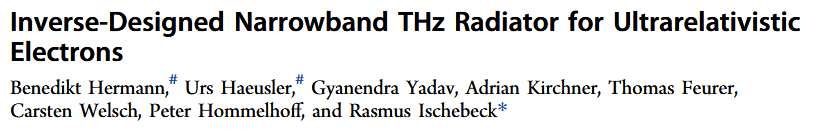 Inverse-Designed Narrowband THz Radiator for Ultrarelativistic
Electrons
Benedikt Hermann,# Urs Haeusler,# Gyanendra Yadav, Adrian Kirchner, Thomas Feurer,
Carsten Welsch, Peter Hommelhoff, and Rasmus Ischebeck*